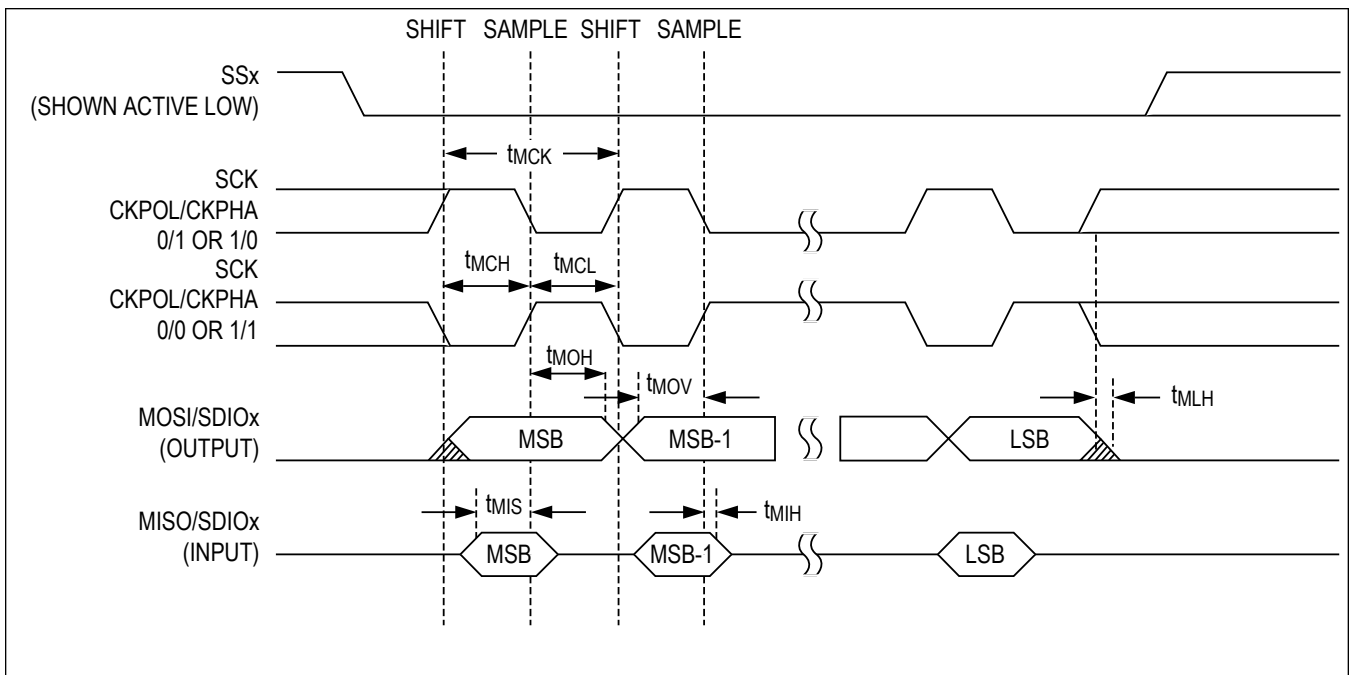 SHIFT SAMPLE SHIFT SAMPLE
SSx
(SHOWN ACTIVE LOW)
tMCK
SCK
CKPOL/CKPHA
0/1 OR 1/0
tMCH tMCL
SCK
CKPOL/CKPHA
0/0 OR 1/1
tMOH
tMOV
tMLH
MOSI/SDIOx
(OUTPUT)
MSB MSB-1 LSB
tMIS
tMIH
MISO/SDIOx
(INPUT)
MSB MSB-1 LSB